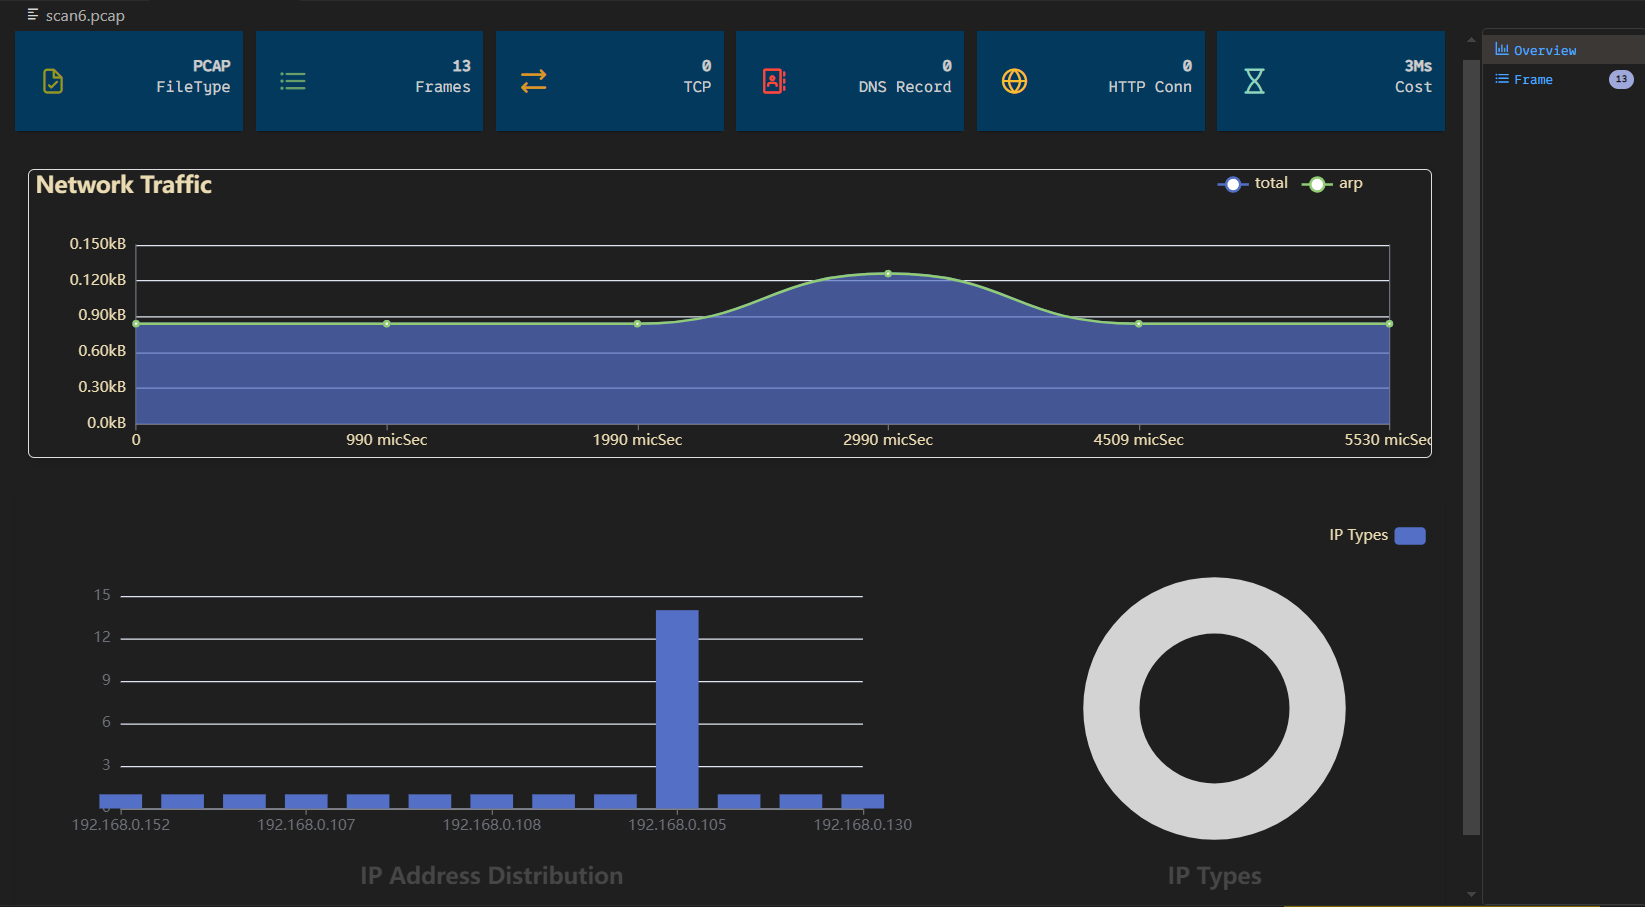 scan6.pcap
PCAP
FileType
13
Frames
0
TCP
0
DNS Record
0
HTTP Conn
3Ms
Cost
Overview
Frame
13
Network Traffic
total
arp
0.150kB
0.120kB
0.90kB
0.60kB
0.30kB
0.0kB
0
990 micSec
1990 micSec
2990 micSec
4509 micSec
5530 micSec
IP Types
15
12
9
6
3
0
192.168.0.152
192.168.0.107
192.168.0.108
192.168.0.105
192.168.0.130
IP Address Distribution
IP Types